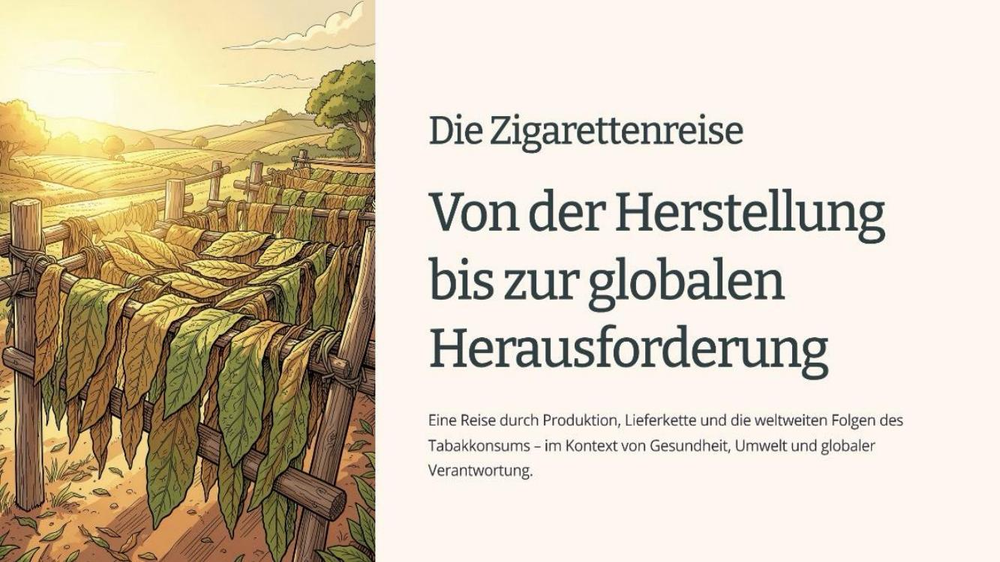 Die Zigarettenreise
Von der Herstellung
bis zur globalen
Herausforderung
Eine Reise durch Produktion, Lieferkette und die weltweiten Folgen des
Tabakkonsums – im Kontext von Gesundheit, Umwelt und globaler
Verantwortung.